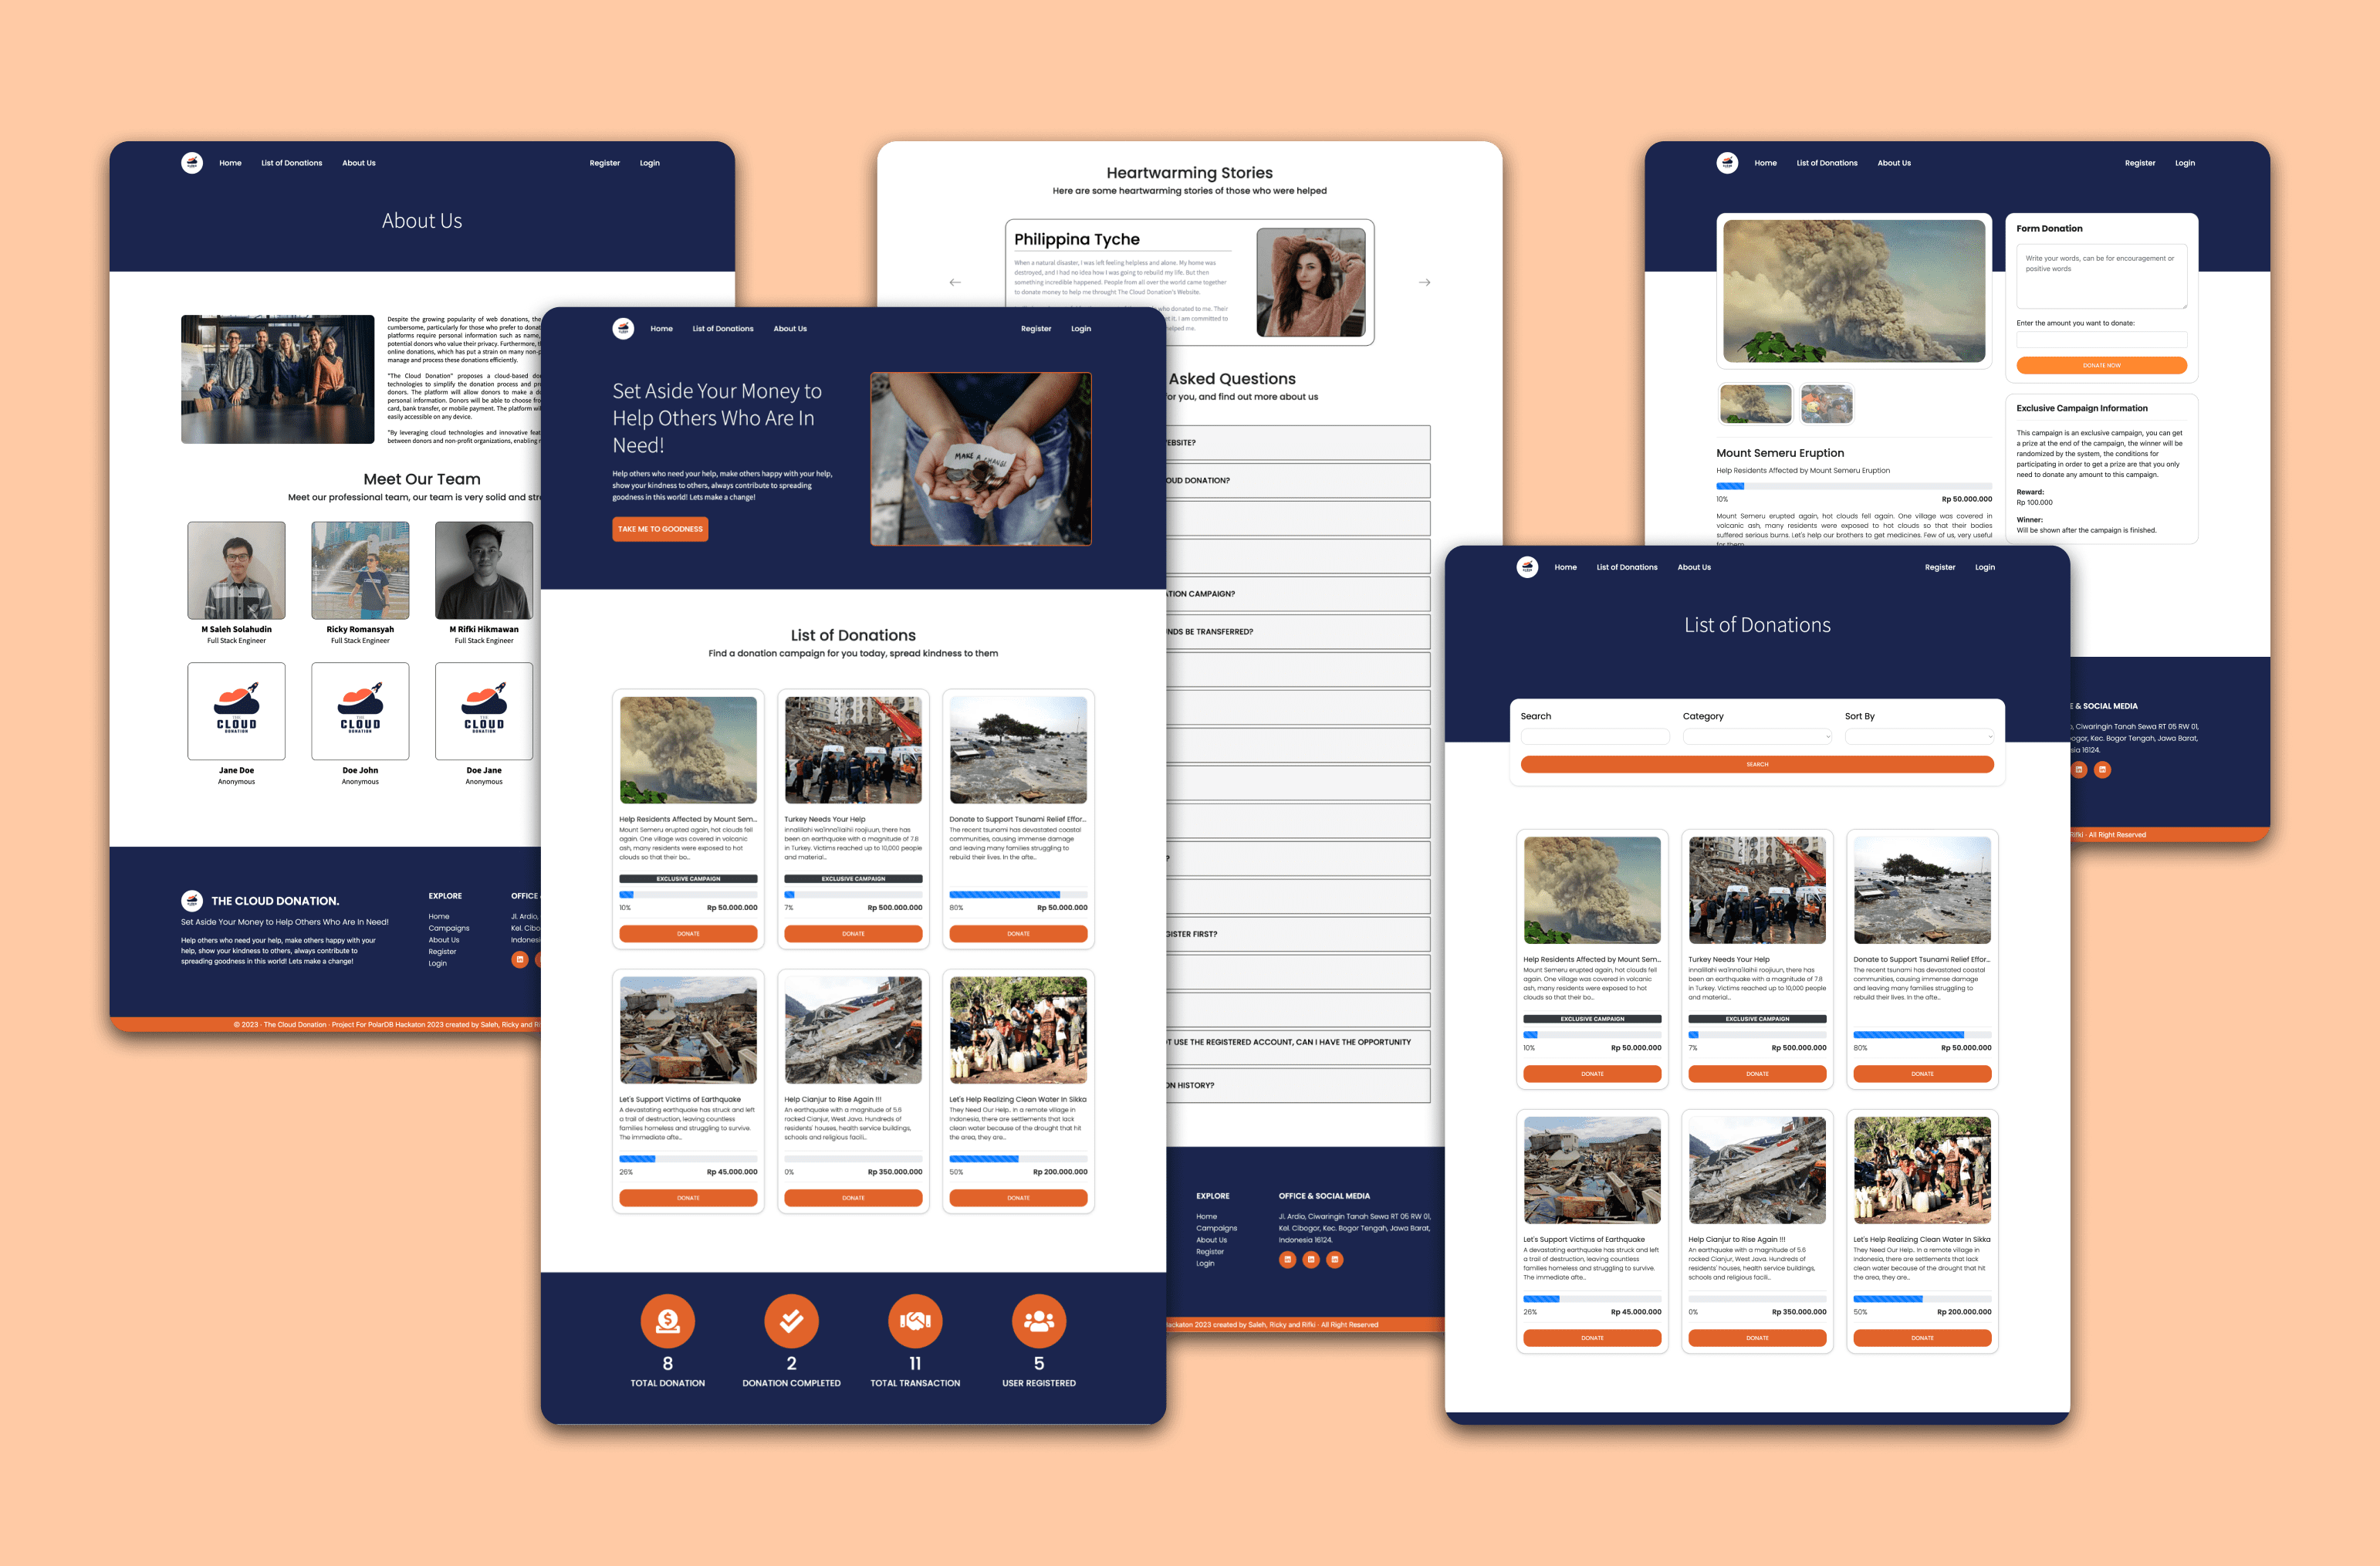 Home
List of Donations
About Us
Register
Login
About Us
Despite the growing popularity of web donations, the
cumbersome, particularly for those who prefer to donat
platforms require personal information such as name,
potential donors who value their privacy. Furthermore, t
online donations, which has put a strain on many non-p
manage and process these donations efficiently.
"The Cloud Donation" proposes a cloud-based do
technologies to simplify the donation process and pr
donors. The platform will allow donors to make a d
personal information. Donors will be able to choose fro
card, bank transfer, or mobile payment. The platform wil
easily accessible on any device.
"By leveraging cloud technologies and innovative feat
between donors and non-profit organizations, enabling
Meet Our Team
Meet our professional team, our team is very solid and str
M Saleh Solahudin
Full Stack Engineer
Ricky Romansyah
Full Stack Engineer
M Rifki Hikmawan
Full Stack Engineer
THE
CLOUD
DONATION
THE
CLOUD
DONATION
THE
CLOUD
DONATION
Jane Doe
Anonymous
Doe John
Anonymous
Doe Jane
Anonymous
THE CLOUD DONATION.
Set Aside Your Money to Help Others Who Are In Need!
Help others who need your help, make others happy with your
help, show your kindness to others, always contribute to
spreading goodness in this world! Lets make a change!
EXPLORE
Home
Campaigns
About Us
Register
Login
OFFICE
Jl. Ardio,
Kel. Cibo
Indonesi
© 2023 · The Cloud Donation · Project For PolarDB Hackaton 2023 created by Saleh, Ricky and Ri
Home
List of Donations
About Us
Register
Login
Set Aside Your Money to
Help Others Who Are In
Need!
Help others who need your help, make others happy with your help,
show your kindness to others, always contribute to spreading
goodness in this world! Lets make a change!
TAKE ME TO GOODNESS
MAKE A CHANGE
List of Donations
Find a donation campaign for you today, spread kindness to them
Help Residents Affected by Mount Sem...
Mount Semeru erupted again, hot clouds fell
again. One village was covered in volcanic
ash, many residents were exposed to hot
clouds so that their bo...
EXCLUSIVE CAMPAIGN
10%
Rp 50.000.000
DONATE
Turkey Needs Your Help
innalillahi wa'inna'ilaihi roojiuun, there has
been an earthquake with a magnitude of 7.8
in Turkey. Victims reached up to 10,000 people
and material...
EXCLUSIVE CAMPAIGN
7%
Rp 500.000.000
DONATE
Donate to Support Tsunami Relief Effor...
The recent tsunami has devastated coastal
communities, causing immense damage
and leaving many families struggling to
rebuild their lives. In the afte...
80%
Rp 50.000.000
DONATE
Let's Support Victims of Earthquake
A devastating earthquake has struck and left
a trail of destruction, leaving countless
families homeless and struggling to survive.
The immediate afte...
26%
Rp 45.000.000
DONATE
Help Cianjur to Rise Again !!!
An earthquake with a magnitude of 5.6
rocked Cianjur, West Java. Hundreds of
residents' houses, health service buildings,
schools and religious facili...
0%
Rp 350.000.000
DONATE
Let's Help Realizing Clean Water In Sikka
They Need Our Help.. In a remote village in
Indonesia, there are settlements that lack
clean water because of the drought that hit
the area, they are...
50%
Rp 200.000.000
DONATE
8
TOTAL DONATION
2
DONATION COMPLETED
11
TOTAL TRANSACTION
5
USER REGISTERED
Heartwarming Stories
Here are some heartwarming stories of those who were helped
Philippina Tyche
When a natural disaster, I was left feeling helpless and alone. My home was
destroyed, and I had no idea how I was going to rebuild my life. But then
something incredible happened. People from all over the world came together
to donate money to help me throught The Cloud Donation's Website.
who donated to me. Their
et it, I am committed to
helped me.
Asked Questions
or you, and find out more about us
EBSITE?
OUD DONATION?
ATION CAMPAIGN?
NDS BE TRANSFERRED?
?
GISTER FIRST?
OT USE THE REGISTERED ACCOUNT, CAN I HAVE THE OPPORTUNITY
ON HISTORY?
EXPLORE
Home
Campaigns
About Us
Register
Login
OFFICE & SOCIAL MEDIA
Jl. Ardio, Ciwaringin Tanah Sewa RT 05 RW 01,
Kel. Cibogor, Kec. Bogor Tengah, Jawa Barat,
Indonesia 16124.
Hackaton 2023 created by Saleh, Ricky and Rifki · All Right Reserved
Home
List of Donations
About Us
Register
Login
Form Donation
Write your words, can be for encouragement or
positive words
Enter the amount you want to donate:
DONATE NOW
Exclusive Campaign Information
This campaign is an exclusive campaign, you can get
a prize at the end of the campaign, the winner will be
randomized by the system, the conditions for
participating in order to get a prize are that you only
need to donate any amount to this campaign.
Reward:
Rp 100.000
Winner:
Will be shown after the campaign is finished.
Mount Semeru Eruption
Help Residents Affected by Mount Semeru Eruption
10%
Rp 50.000.000
Mount Semeru erupted again, hot clouds fell again. One village was covered in
volcanic ash, many residents were exposed to hot clouds so that their bodies
suffered serious burns. Let's help our brothers to get medicines. Few of us, very useful
for them
E & SOCIAL MEDIA
, Ciwaringin Tanah Sewa RT 05 RW 01,
ogor, Kec. Bogor Tengah, Jawa Barat,
sia 16124.
Rifki · All Right Reserved
Home
List of Donations
About Us
Register
Login
List of Donations
Search
Category
Sort By
SEARCH
Help Residents Affected by Mount Sem...
Mount Semeru erupted again, hot clouds fell
again. One village was covered in volcanic
ash, many residents were exposed to hot
clouds so that their bo...
EXCLUSIVE CAMPAIGN
10%
Rp 50.000.000
DONATE
Turkey Needs Your Help
innalillahi wa'inna'ilaihi roojiuun, there has
been an earthquake with a magnitude of 7.8
in Turkey. Victims reached up to 10,000 people
and material...
EXCLUSIVE CAMPAIGN
7%
Rp 500.000.000
DONATE
Donate to Support Tsunami Relief Effor...
The recent tsunami has devastated coastal
communities, causing immense damage
and leaving many families struggling to
rebuild their lives. In the afte...
80%
Rp 50.000.000
DONATE
Let's Support Victims of Earthquake
A devastating earthquake has struck and left
a trail of destruction, leaving countless
families homeless and struggling to survive.
The immediate afte...
26%
Rp 45.000.000
DONATE
Help Cianjur to Rise Again !!!
An earthquake with a magnitude of 5.6
rocked Cianjur, West Java. Hundreds of
residents' houses, health service buildings,
schools and religious facili...
0%
Rp 350.000.000
DONATE
Let's Help Realizing Clean Water In Sikka
They Need Our Help.. In a remote village in
Indonesia, there are settlements that lack
clean water because of the drought that hit
the area, they are...
50%
Rp 200.000.000
DONATE